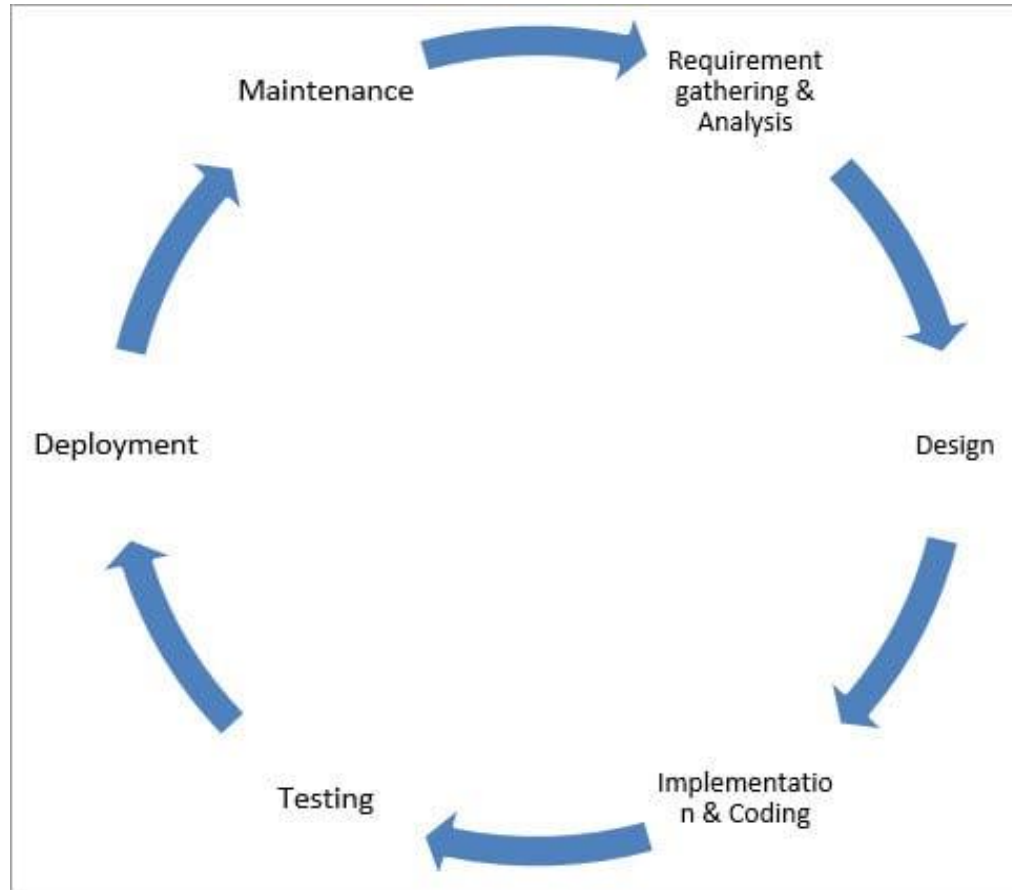 Maintenance
Requirement
gathering &
Analysis
Deployment
Design
Testing
Implementatio
n & Coding